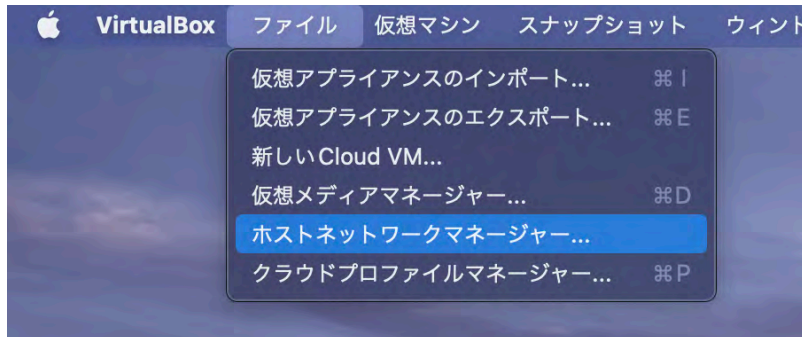 VirtualBox ファイル 仮想マシン スナップショット ウィント
仮想アプライアンスのインポート... ⌘I
仮想アプライアンスのエクスポート... ⌘E
新しいCloud VM...
仮想メディアマネージャー... ⌘D
ホストネットワークマネージャー...
クラウドプロファイルマネージャー... ⌘P